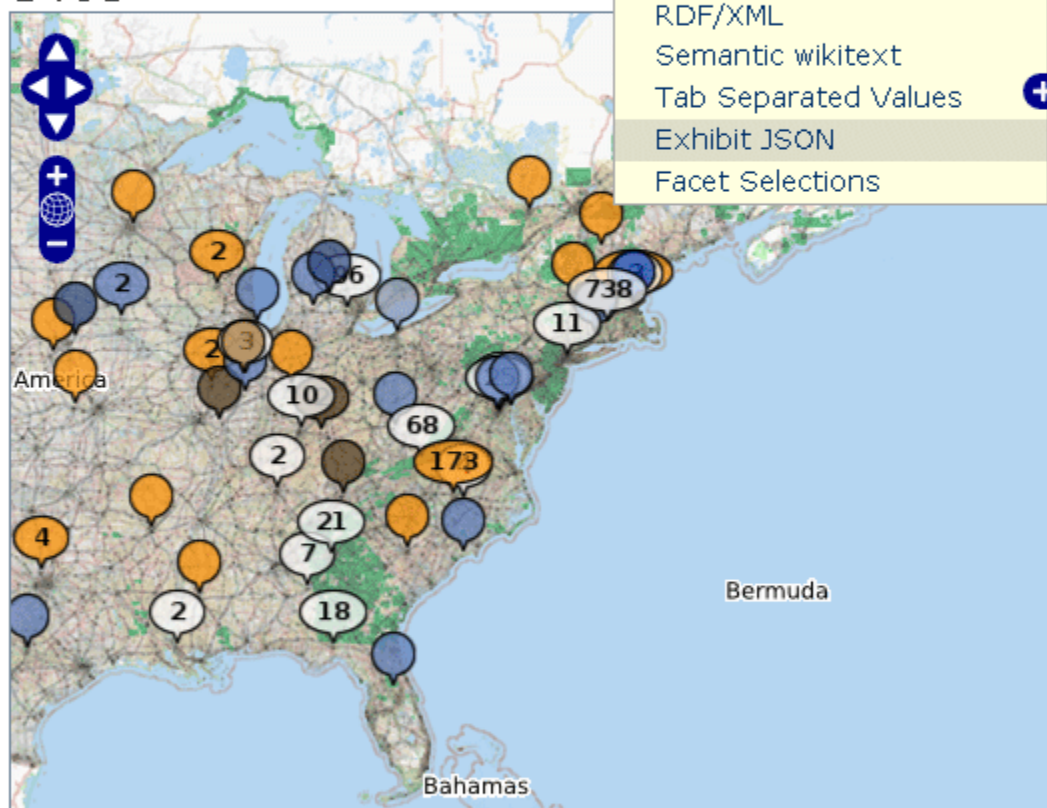 RDF/XML
Semantic wikitext
Tab Separated Values
Exhibit JSON
Facet Selections
2
2
96
738
11
2
3
America
10
68
2
173
21
4
7
2
18
Bermuda
Bahamas